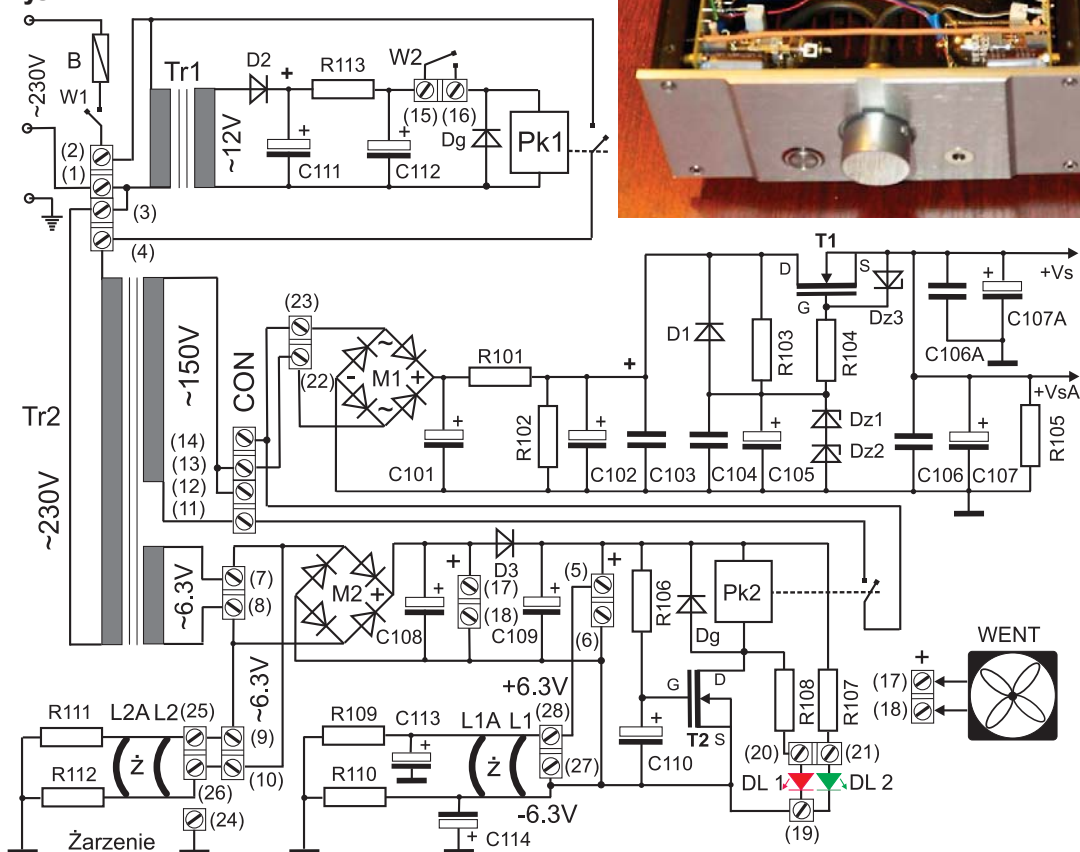 B
~230V
W1
(2)
(1)
(3)
(4)
Tr1
~12V
D2
+
R113
W2
(15) (16)
+
C111
+
C112
Dg
Pk1
Tr2
~230V
~150V
~6.3V
CON
(14)
(13)
(12)
(11)
(23)
(22)
~
-
M1
+
~
R101
+
C101
R102
+
C102
+
C103
D1
R103
C104
+
C105
T1
D
S
G
Dz3
R104
Dz1
Dz2
C106A
+
C107A
+Vs
+VsA
C106
+
C107
R105
(7)
(8)
M2
+
+
C108
+
(17)
(18)
D3
+
C109
(5)
+
(6)
R106
Dg
Pk2
G
D
S
T2
+
C110
R108
R107
(20)
(21)
DL 1
DL 2
(19)
WENT
+
(17)
(18)
~6.3V
(9)
(10)
R111
L2A L2
(25)
Ż
R112
(26)
(24)
Żarzenie
R109
C113
+
L1A L1
+6.3V
(28)
Ż
R110
(27)
-6.3V
+
C114